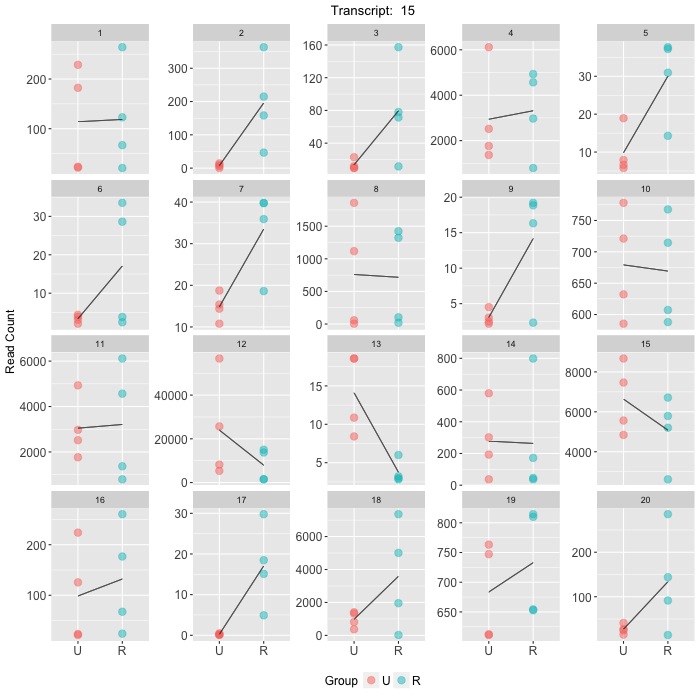 Transcript: 15
1 2 3 4 5
200 100
300 200 100 0
160 120 80 40
6000 4000 2000
30 20 10
6 7 8 9 10
30 20 10
40 30 20 10
1500 1000 500 0
20 15 10 5
750 700 650 600
Read Count
11 12 13 14 15
6000 4000 2000
40000 20000 0
15 10 5
800 600 400 200 0
8000 6000 4000
16 17 18 19 20
200 100
30 20 10 0
6000 4000 2000 0
800 750 700 650
200 100
U R U R U R U R U R
Group U R